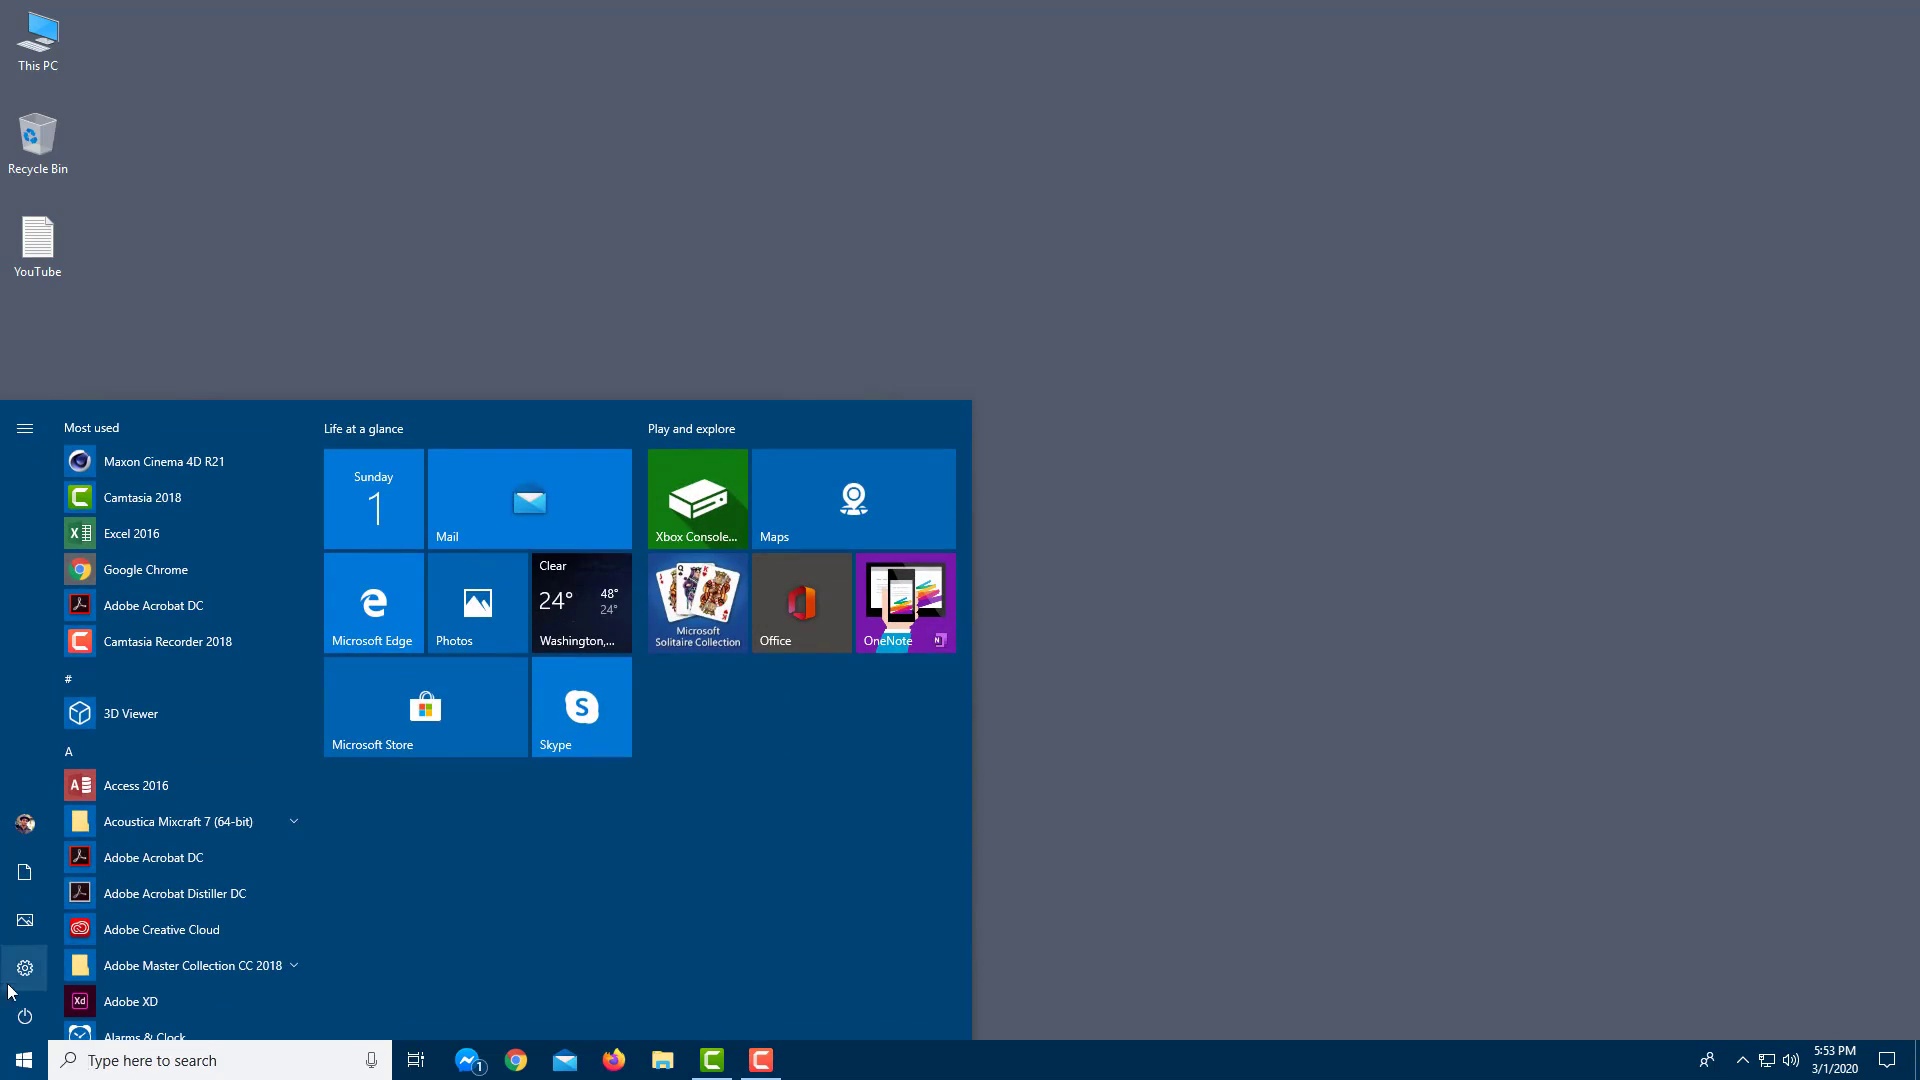 This PC
Recycle Bin
YouTube
Most used
Maxon Cinema 4D R21
Camtasia 2018
Excel 2016
Google Chrome
Adobe Acrobat DC
Camtasia Recorder 2018
#
3D Viewer
A
Access 2016
Acoustica Mixcraft 7 (64-bit)
Adobe Acrobat DC
Adobe Acrobat Distiller DC
Adobe Creative Cloud
Adobe Master Collection CC 2018
Adobe XD
Alarms & Clock
Life at a glance
Sunday
1
Mail
Microsoft Edge
Photos
Clear
24° 48°
24°
Washington,...
Microsoft Store
Skype
Play and explore
Xbox Console...
Maps
Microsoft
Solitaire Collection
Office
OneNote
Type here to search
1
5:53 PM
3/1/2020